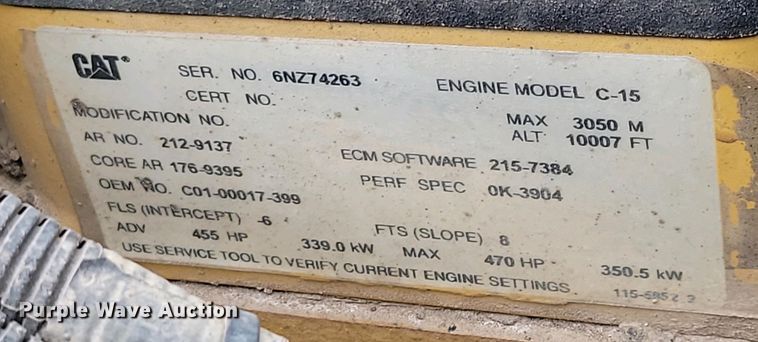 CAT®
SER. NO. 6NZ74263 ENGINE MODEL C-15
CERT NO.
MODIFICATION NO. MAX ALT 3050 M 10007 FT
AR NO. 212-9137
CORE AR 176-9395 ECM SOFTWARE 215-7384
OEM NO. C01-00017-399 PERF SPEC 0K-3904
FLS (INTERCEPT) -6 FTS (SLOPE) 8
ADV 455 HP 339.0 kW MAX 470 HP 350.5 kW
USE SERVICE TOOL TO VERIFY CURRENT ENGINE SETTINGS.
Purple Wave Auction